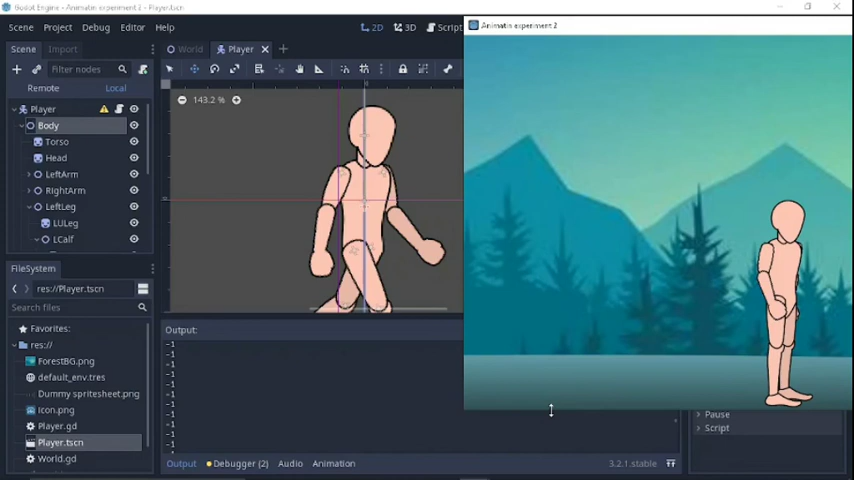 Godot Engine - Animatin experiment 2 - Player.tscn
Scene Project Debug Editor Help
2D 3D Script
Animatin experiment 2
Scene Import
World Player
Filter nodes
Remote Local
143.2 %
Player
Body
Torso
Head
LeftArm
RightArm
LeftLeg
LULeg
LCalf
FileSystem
res://Player.tscn
Search files
Favorites:
res://
ForestBG.png
default_env.tres
Dummy spritesheet.png
Icon.png
Player.gd
Player.tscn
World.gd
Output:
-1
-1
-1
-1
-1
-1
-1
-1
-1
-1
Pause
Script
Output Debugger (2) Audio Animation
3.2.1.stable